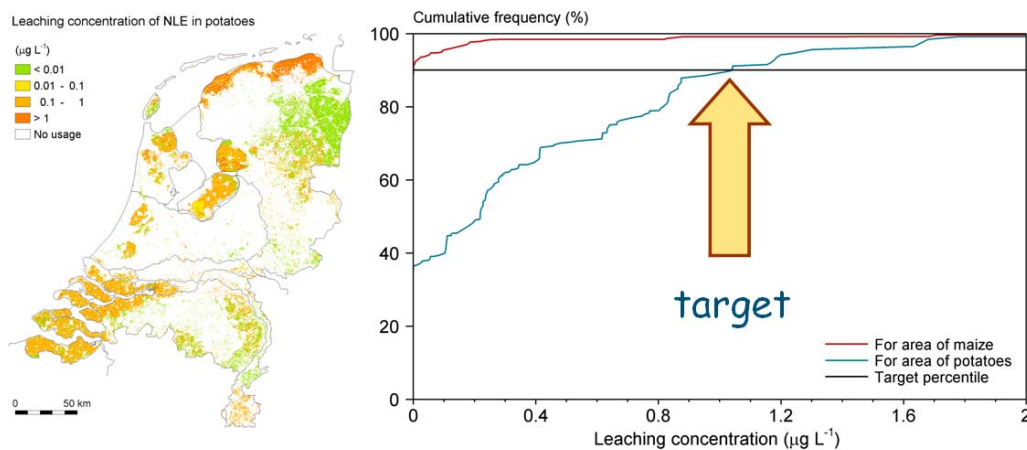 Leaching concentration of NLE in potatoes
(µg L⁻¹)
< 0.01
0.01 - 0.1
0.1 - 1
> 1
No usage
0 50 km
Cumulative frequency (%)
100
80
60
40
20
0
target
For area of maize
For area of potatoes
Target percentile
0 0.4 0.8 1.2 1.6 2
Leaching concentration (µg L⁻¹)